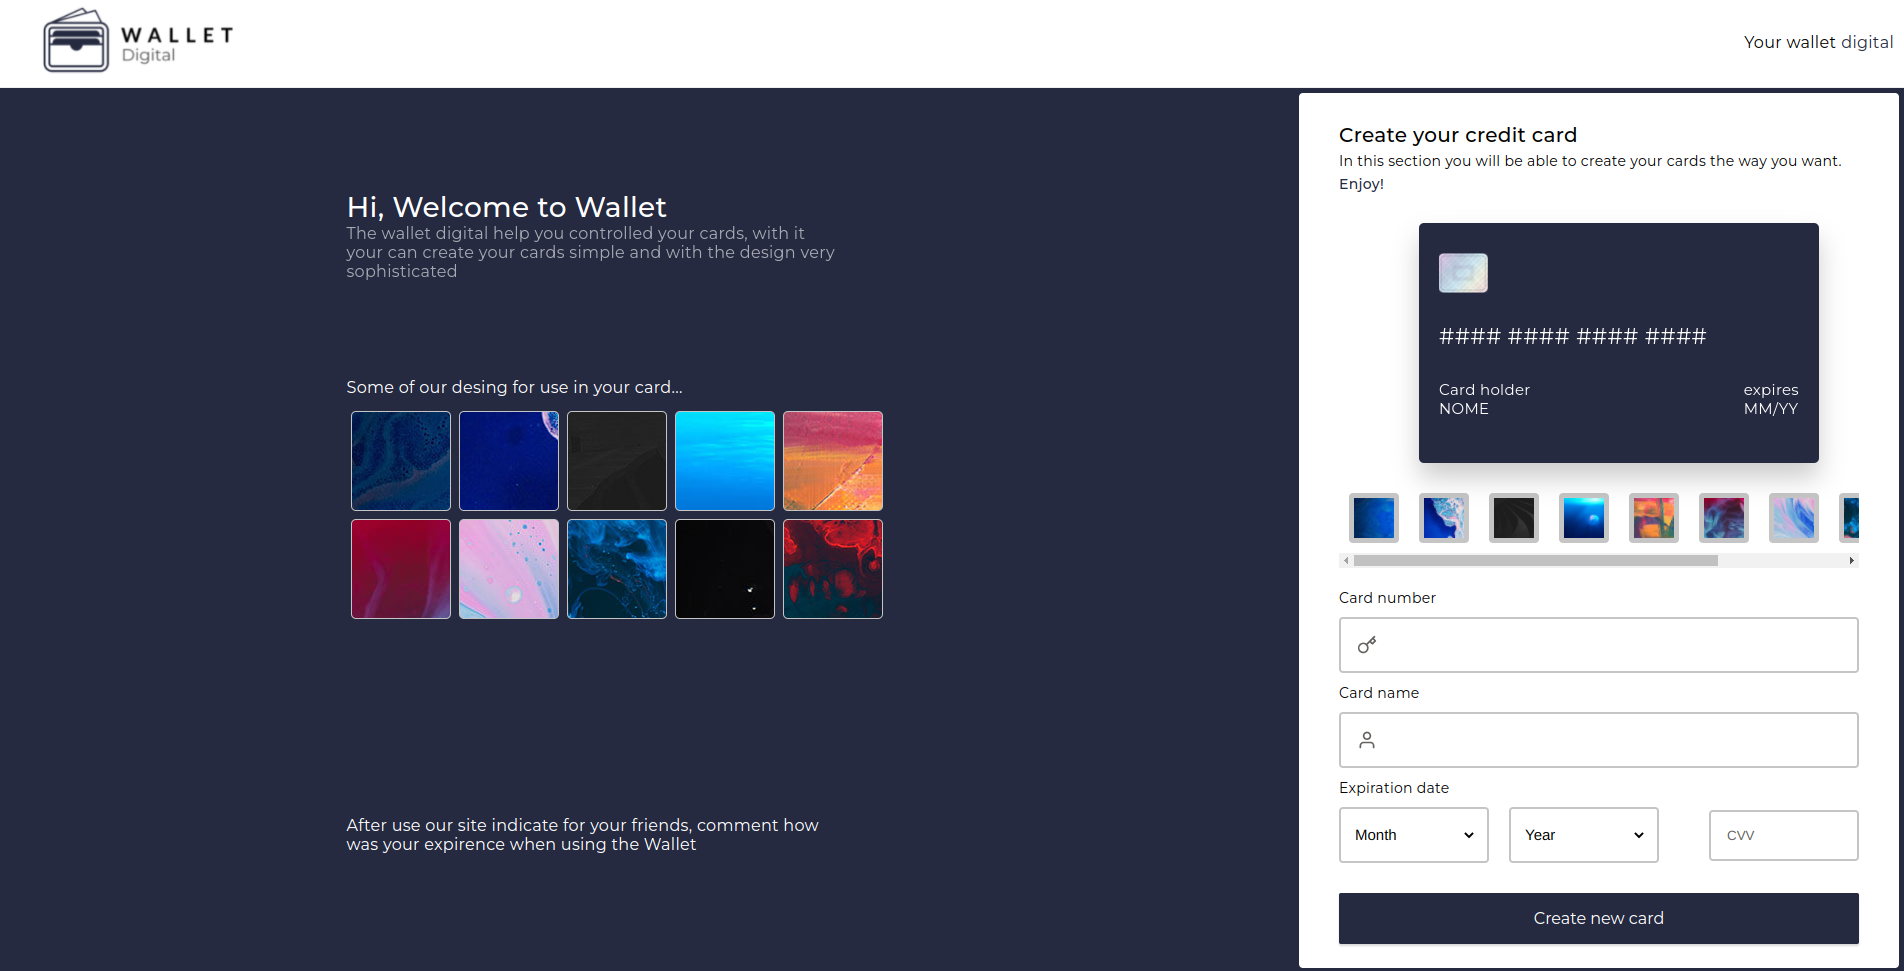 WALLET
Digital
Your wallet digital
Hi, Welcome to Wallet
The wallet digital help you controlled your cards, with it
your can create your cards simple and with the design very
sophisticated
Some of our desing for use in your card...
After use our site indicate for your friends, comment how
was your expirence when using the Wallet
Create your credit card
In this section you will be able to create your cards the way you want.
Enjoy!
#### #### #### ####
Card holder
NOME
expires
MM/YY
Card number
Card name
Expiration date
Month
Year
CVV
Create new card